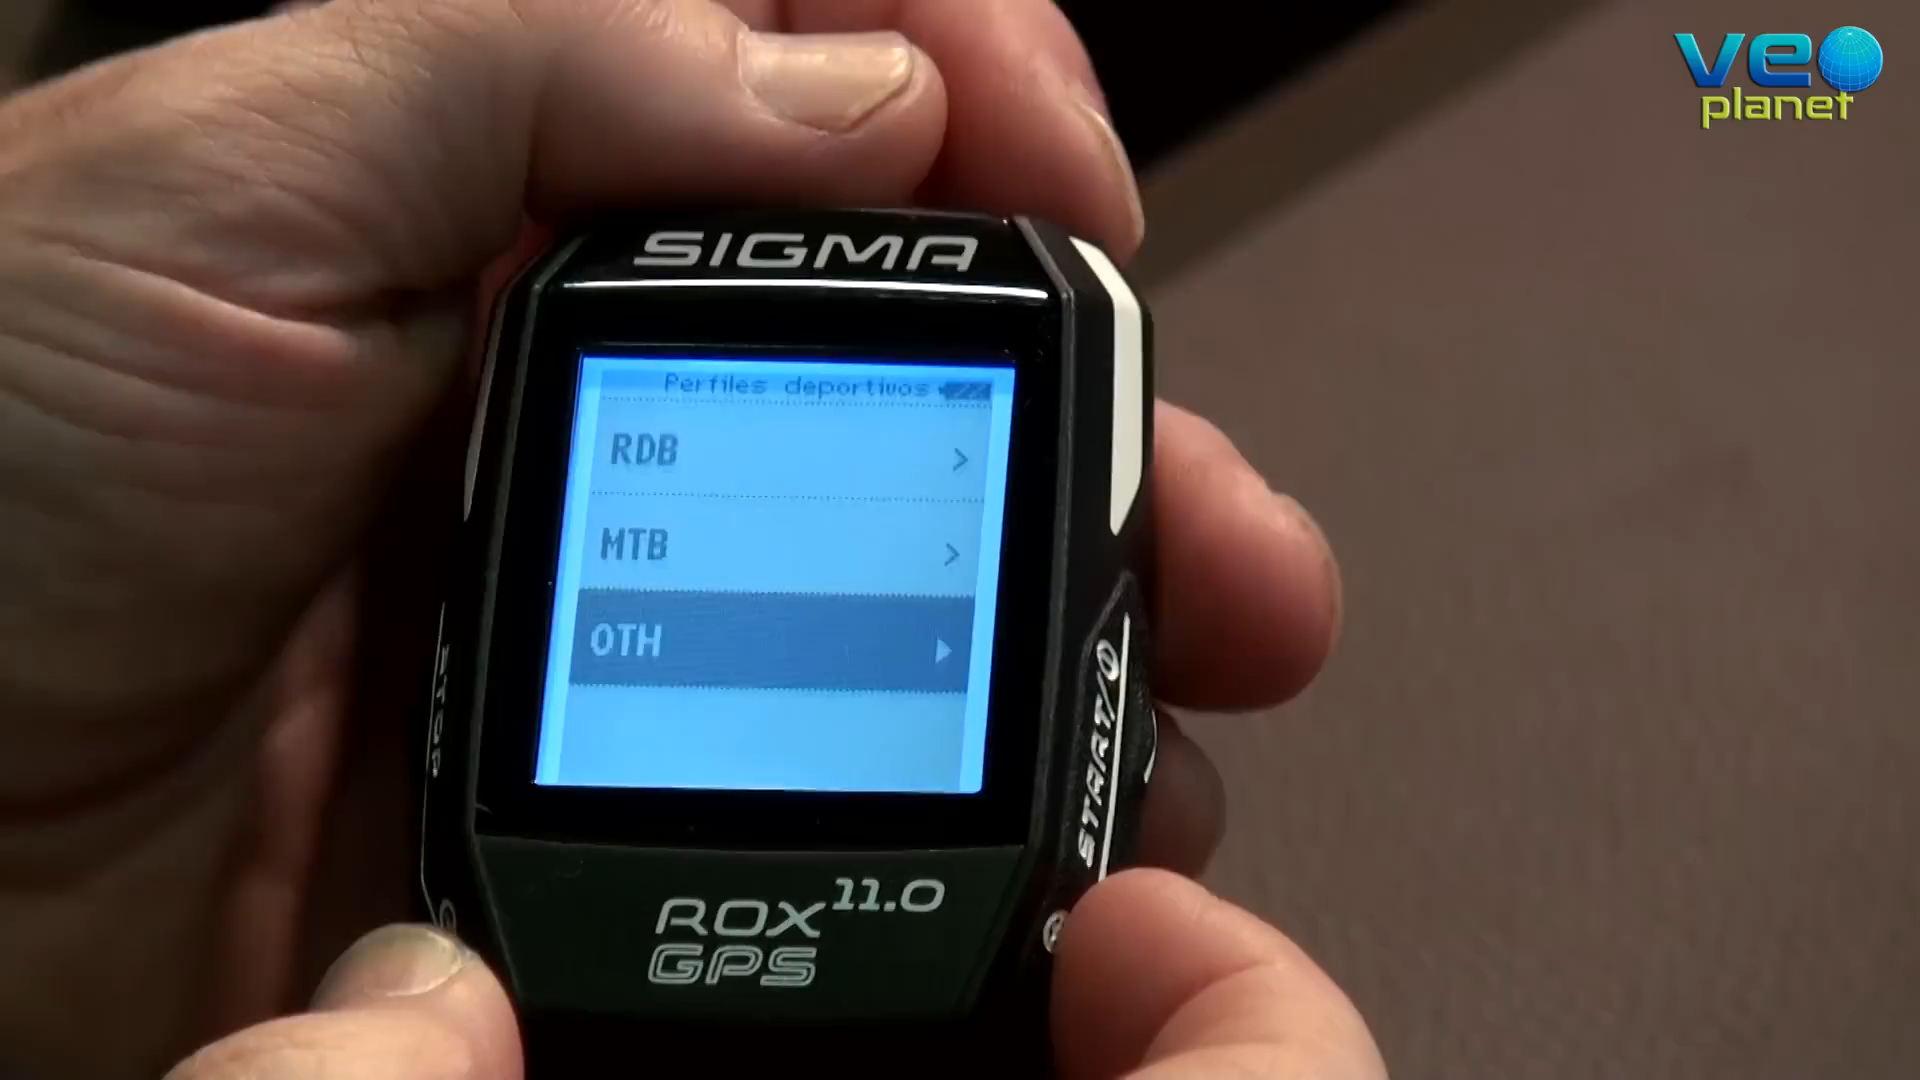 veo
planet
SIGMA
Perfiles deportivos
RDB >
MTB >
OTH
STOP
START/
ROX 11.0
GPS